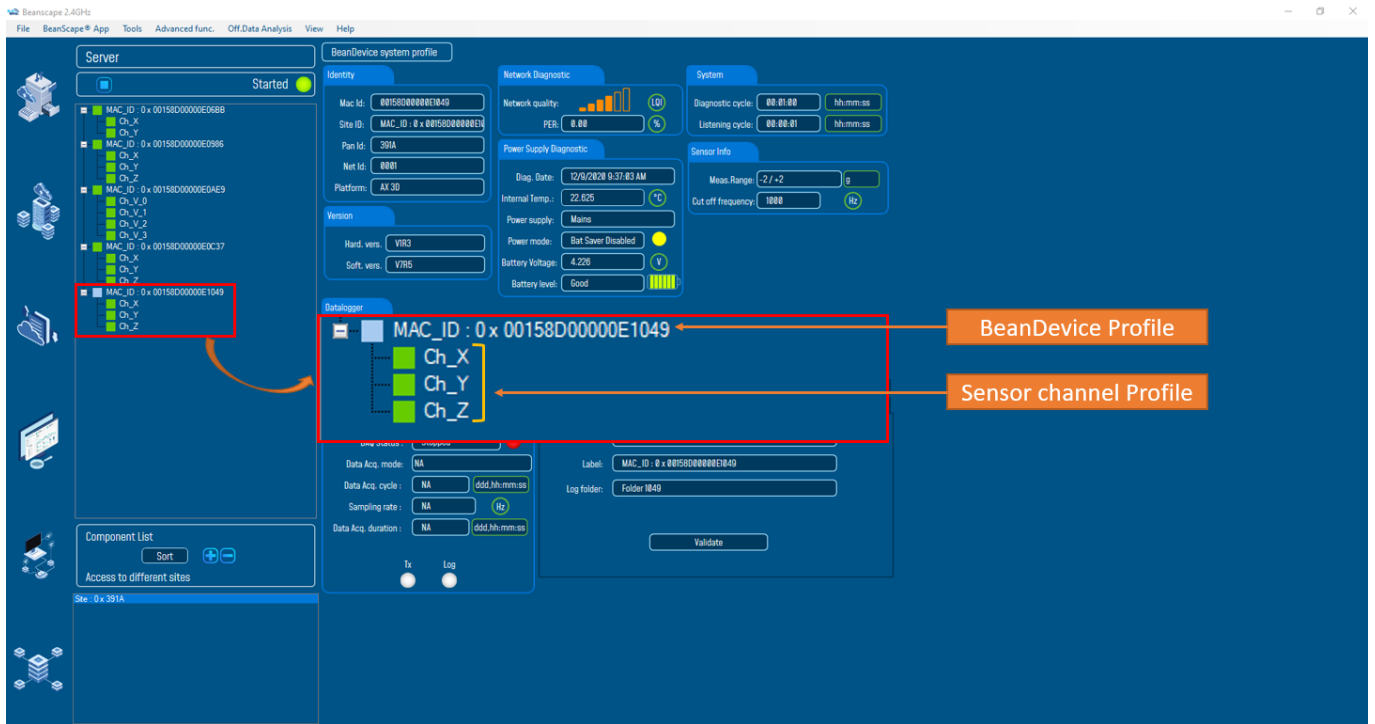 Beanscape 2.4GHz
File BeanScape® App Tools Advanced func. Off.Data Analysis View Help
Server
Started
MAC_ID : 0 x 00158D00000E06BB
Ch_X
Ch_Y
MAC_ID : 0 x 00158D00000E0986
Ch_X
Ch_Y
Ch_Z
MAC_ID : 0 x 00158D00000E0AE9
Ch_V_0
Ch_V_1
Ch_V_2
Ch_V_3
MAC_ID : 0 x 00158D00000E0C37
Ch_X
Ch_Y
Ch_Z
MAC_ID : 0 x 00158D00000E1049
Ch_X
Ch_Y
Ch_Z
Component List
Sort
Access to different sites
Site : 0 x 391A
BeanDevice system profile
Identity
Mac Id: 00158D00000E1049
Site ID: MAC_ID : 0 x 00158D00000E10
Pan Id: 391A
Net Id: 0001
Platform: AX 3D
Version
Hard. vers. V1R3
Soft. vers. V7R5
Network Diagnostic
Network quality: LQI
PER: 0.00 %
Power Supply Diagnostic
Diag. Date: 12/9/2020 9:37:03 AM
Internal Temp.: 22.625 °C
Power supply: Mains
Power mode: Bat Saver Disabled
Battery Voltage: 4.226 V
Battery level: Good
System
Diagnostic cycle: 00:01:00 hh:mm:ss
Listening cycle: 00:00:01 hh:mm:ss
Sensor Info
Meas.Range: -2 / +2 g
Cut off frequency: 1000 Hz
Datalogger
MAC_ID : 0 x 00158D00000E1049
Ch_X
Ch_Y
Ch_Z
BeanDevice Profile
Sensor channel Profile
DAQ Status : Stopped
Data Acq. mode: NA
Data Acq. cycle : NA ddd,hh:mm:ss
Sampling rate : NA Hz
Data Acq. duration : NA ddd,hh:mm:ss
Tx Log
Label: MAC_ID : 0 x 00158D00000E1049
Log folder: Folder 1049
Validate